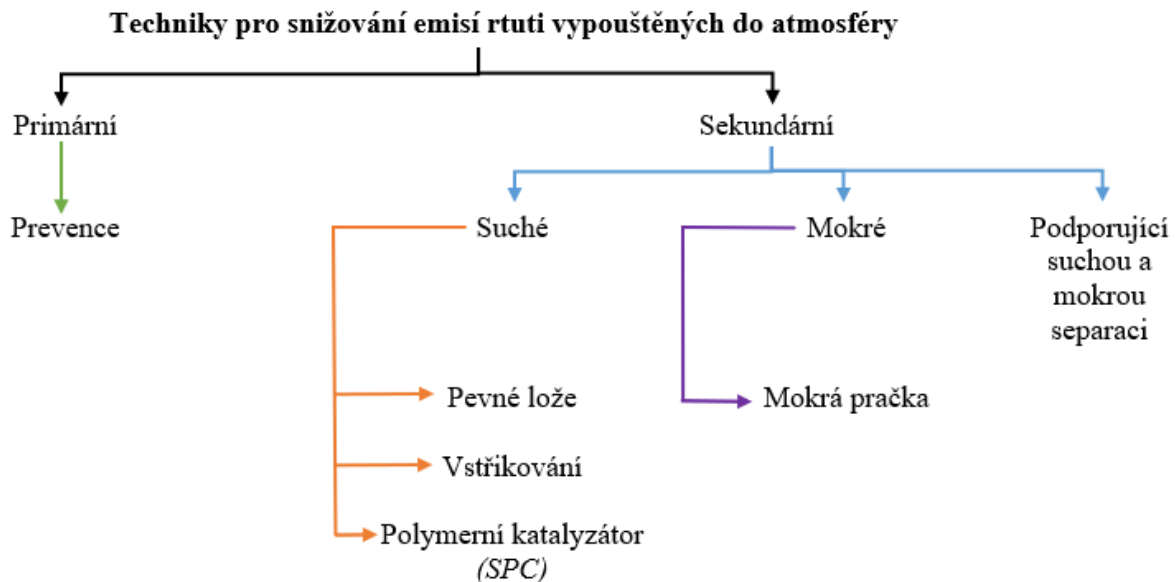 Techniky pro snižování emisí rtuti vypouštěných do atmosféry
Primární
Sekundární
Prevence
Suché
Mokré
Podporující
suchou a
mokrou
separaci
Pevné lože
Mokrá pračka
Vstřikování
Polymerní katalyzátor
(SPC)